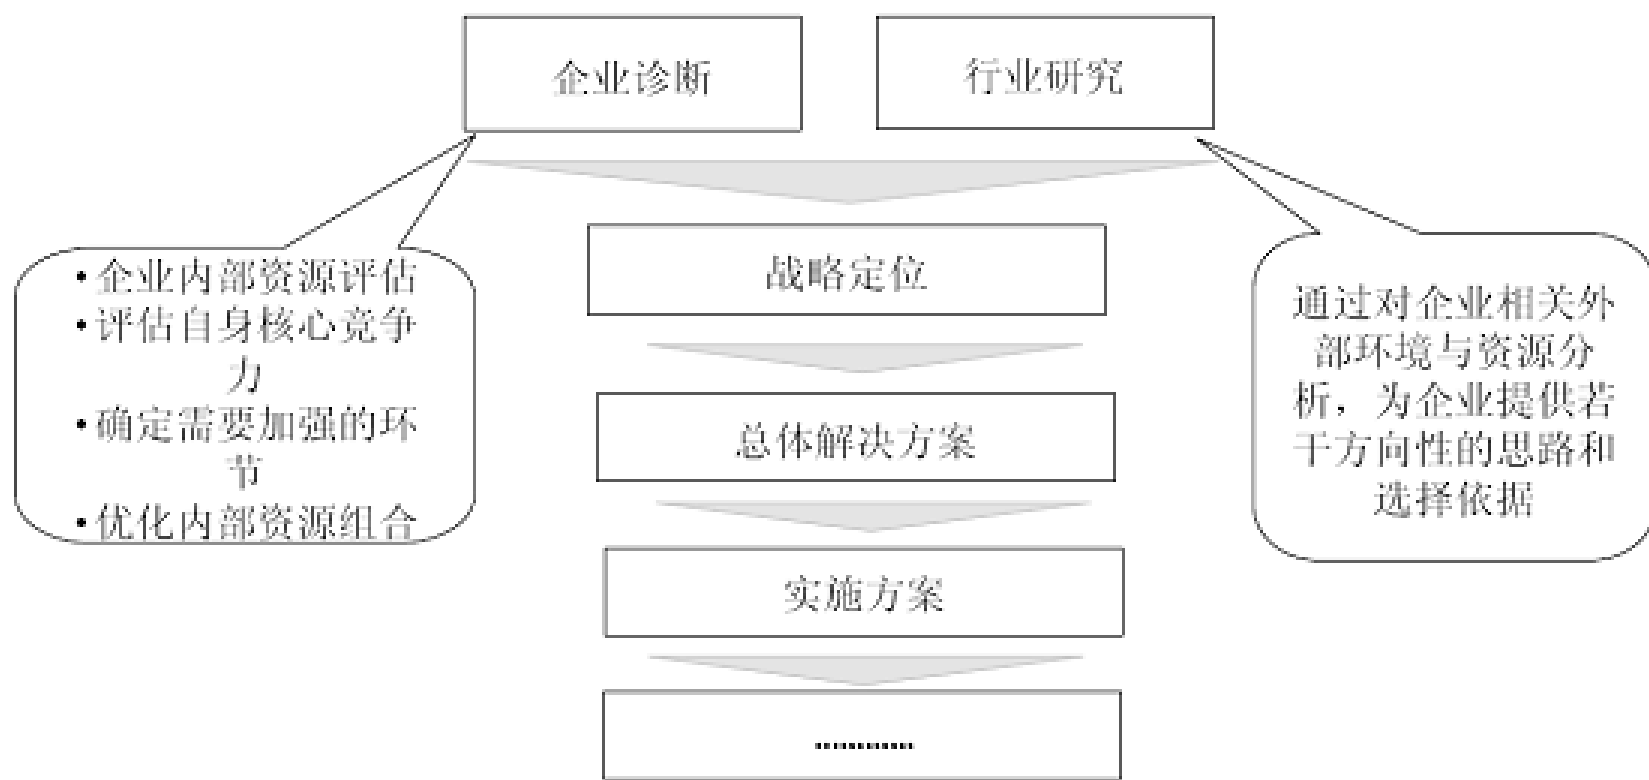 企业诊断
行业研究
•企业内部资源评估
•评估自身核心竞争
力
•确定需要加强的环
节
•优化内部资源组合
战略定位
总体解决方案
实施方案
............
通过对企业相关外
部环境与资源分
析，为企业提供若
干方向性的思路和
选择依据